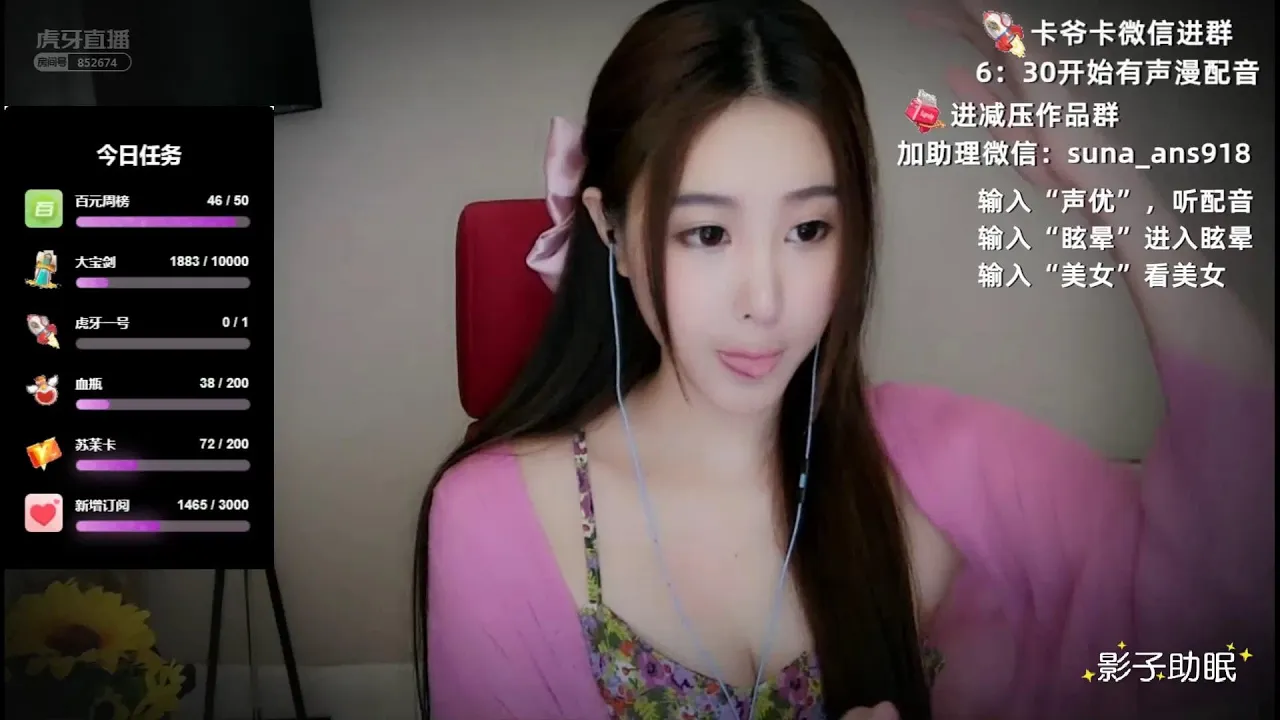 虎牙直播
房间号 852674
今日任务
百元周榜 46 / 50
大宝剑 1883 / 10000
虎牙一号 0 / 1
血瓶 38 / 200
苏茉卡 72 / 200
新增订阅 1465 / 3000
卡爷卡微信进群
6：30开始有声漫配音
进减压作品群
加助理微信：suna_ans918
输入“声优”，听配音
输入“眩晕”进入眩晕
输入“美女”看美女
影子助眠